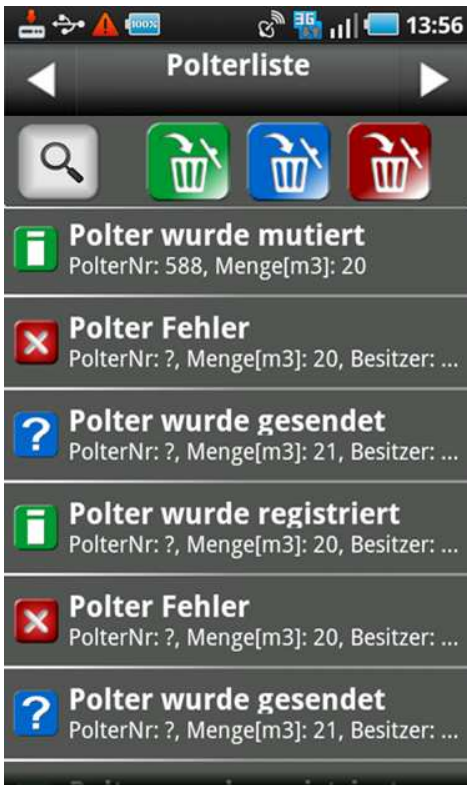 100%
3G
13:56
Polterliste
Polter wurde mutiert
PolterNr: 588, Menge[m3]: 20
Polter Fehler
PolterNr: ?, Menge[m3]: 20, Besitzer: ...
Polter wurde gesendet
PolterNr: ?, Menge[m3]: 21, Besitzer: ...
Polter wurde registriert
PolterNr: ?, Menge[m3]: 20, Besitzer: ...
Polter Fehler
PolterNr: ?, Menge[m3]: 20, Besitzer: ...
Polter wurde gesendet
PolterNr: ?, Menge[m3]: 21, Besitzer: ...